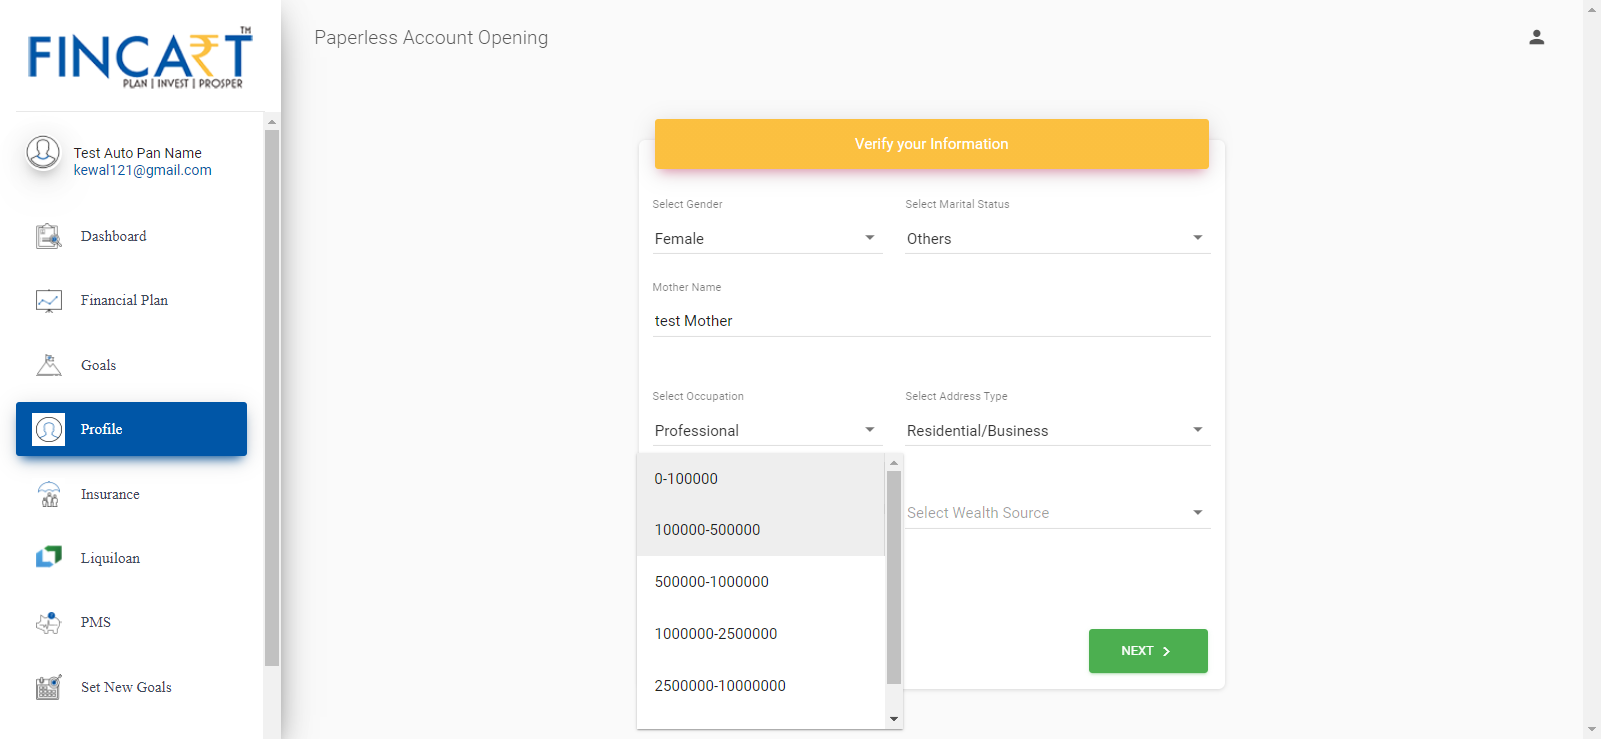 FINCART™
PLAN | INVEST | PROSPER
Test Auto Pan Name
kewal121@gmail.com
Dashboard
Financial Plan
Goals
Profile
Insurance
Liquiloan
PMS
Set New Goals
Paperless Account Opening
Verify your Information
Select Gender
Select Marital Status
Female
Others
Mother Name
test Mother
Select Occupation
Select Address Type
Professional
Residential/Business
0-100000
100000-500000
500000-1000000
1000000-2500000
2500000-10000000
Select Wealth Source
NEXT